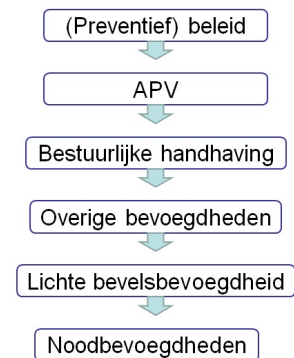 (Preventief) beleid
APV
Bestuurlijke handhaving
Overige bevoegdheden
Lichte bevelsbevoegdheid
Noodbevoegdheden